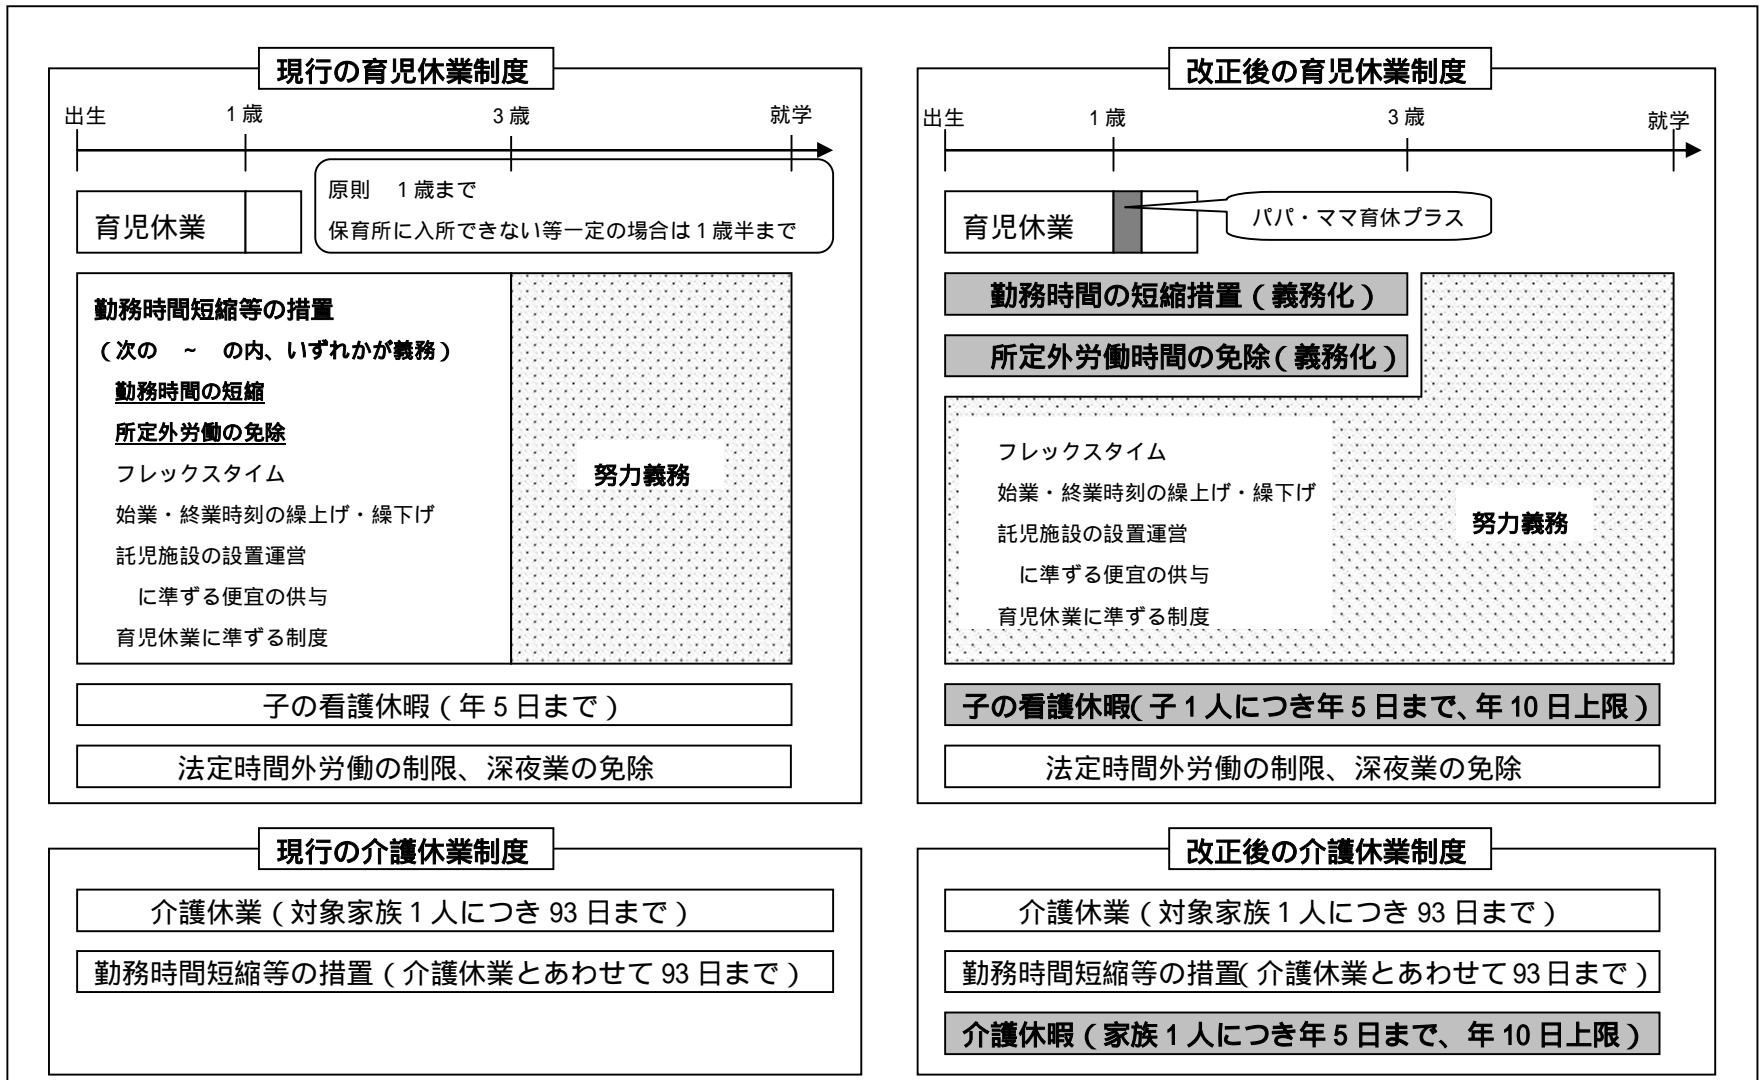 現行の育児休業制度
出生 1歳 3歳 就学
原則 1歳まで
保育所に入所できない等一定の場合は1歳半まで
育児休業
勤務時間短縮等の措置
(次の ~ の内、いずれかが義務)
勤務時間の短縮
所定外労働の免除
フレックスタイム
始業・終業時刻の繰上げ・繰下げ
託児施設の設置運営
に準ずる便宜の供与
育児休業に準ずる制度
努力義務
子の看護休暇(年5日まで)
法定時間外労働の制限、深夜業の免除
改正後の育児休業制度
出生 1歳 3歳 就学
育児休業
パパ・ママ育休プラス
勤務時間の短縮措置(義務化)
所定外労働時間の免除(義務化)
フレックスタイム
始業・終業時刻の繰上げ・繰下げ
託児施設の設置運営
に準ずる便宜の供与
育児休業に準ずる制度
努力義務
子の看護休暇(子1人につき年5日まで、年10日上限)
法定時間外労働の制限、深夜業の免除
現行の介護休業制度
介護休業(対象家族1人につき93日まで)
勤務時間短縮等の措置(介護休業とあわせて93日まで)
改正後の介護休業制度
介護休業(対象家族1人につき93日まで)
勤務時間短縮等の措置(介護休業とあわせて93日まで)
介護休暇(家族1人につき年5日まで、年10日上限)